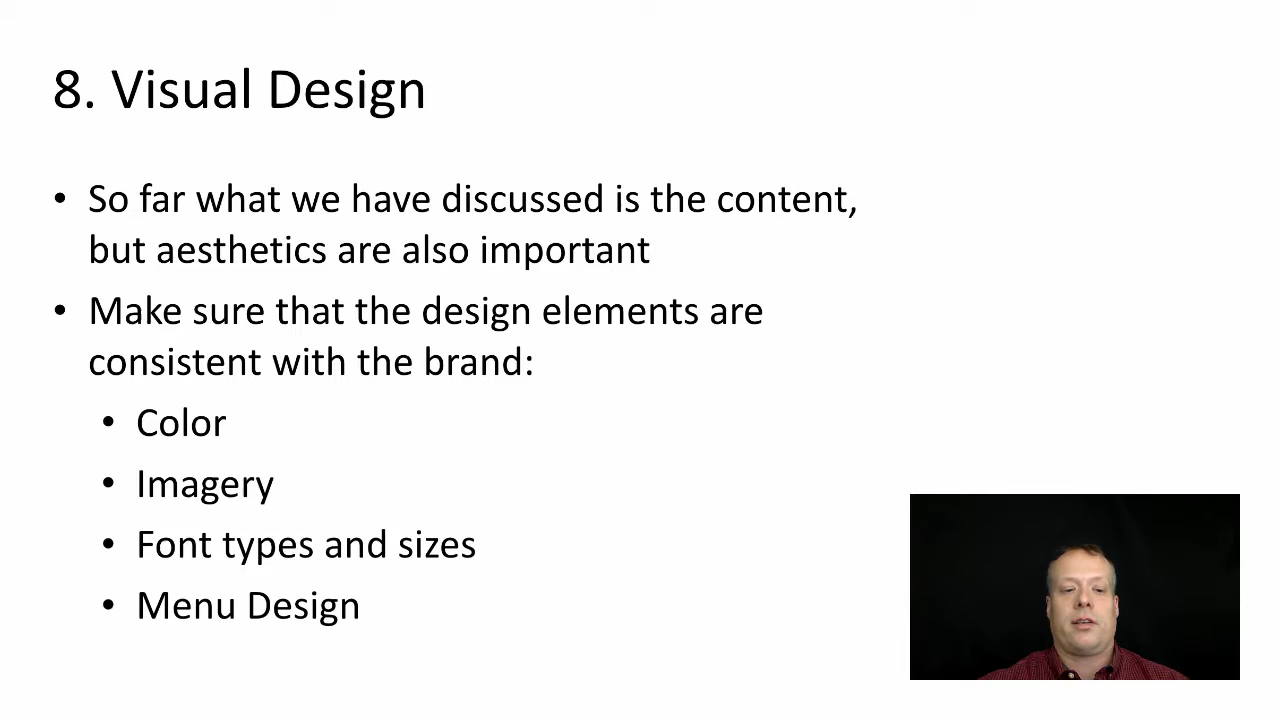 8. Visual Design
• So far what we have discussed is the content,
but aesthetics are also important
• Make sure that the design elements are
consistent with the brand:
• Color
• Imagery
• Font types and sizes
• Menu Design